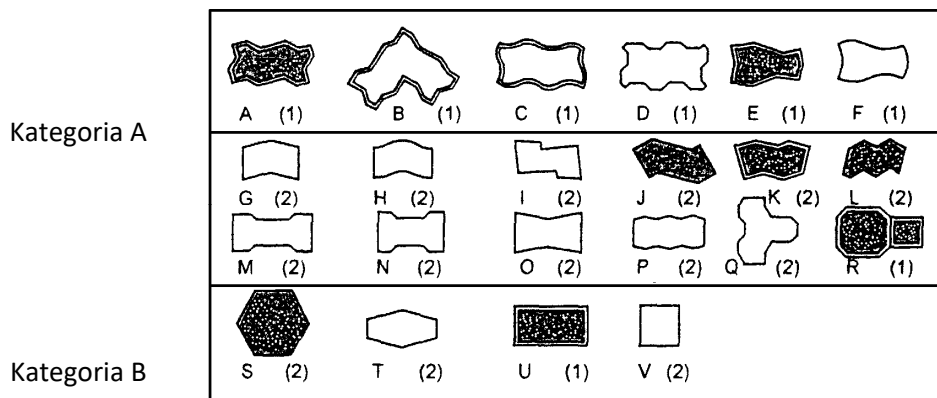 A (1) B (1) C (1) D (1) E (1) F (1)
Kategoria A
G (2) H (2) I (2) J (2) K (2) L (2)
M (2) N (2) O (2) P (2) Q (2) R (1)
Kategoria B
S (2) T (2) U (1) V (2)